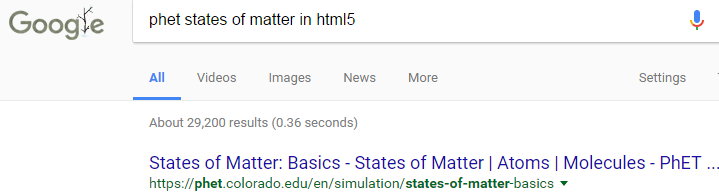 Google
phet states of matter in html5
All Videos Images News More Settings
About 29,200 results (0.36 seconds)
States of Matter: Basics - States of Matter | Atoms | Molecules - PhET ...
https://phet.colorado.edu/en/simulation/states-of-matter-basics